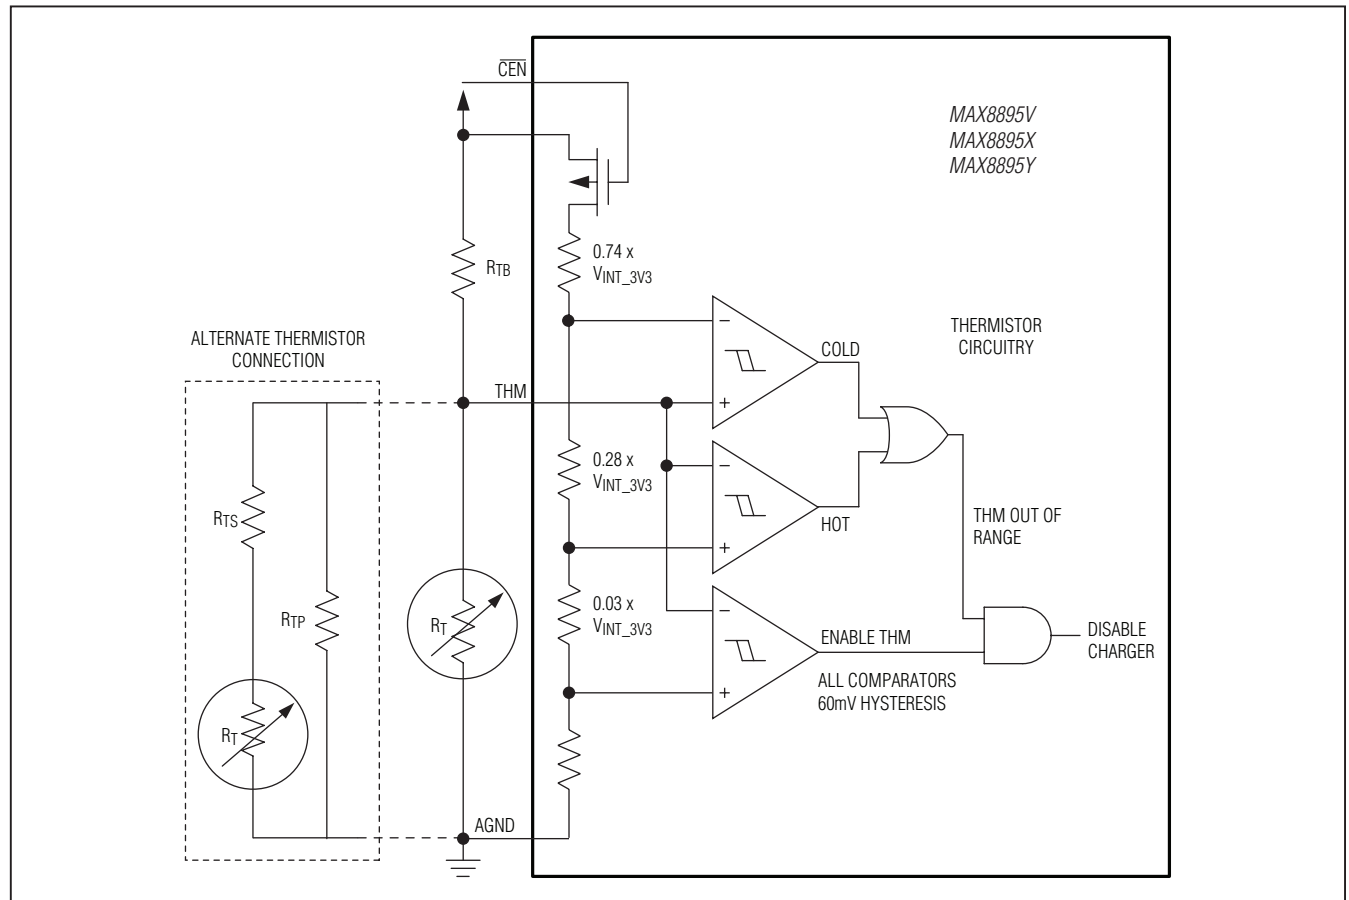 CEN
MAX8895V
MAX8895X
MAX8895Y
0.74 x
VINT_3V3
RTB
ALTERNATE THERMISTOR
CONNECTION
THERMISTOR
CIRCUITRY
COLD
THM
−
+
0.28 x
VINT_3V3
−
+
HOT
RTS
THM OUT OF
RANGE
RTP
RT
0.03 x
VINT_3V3
−
+
ENABLE THM
DISABLE
CHARGER
ALL COMPARATORS
60mV HYSTERESIS
RT
AGND